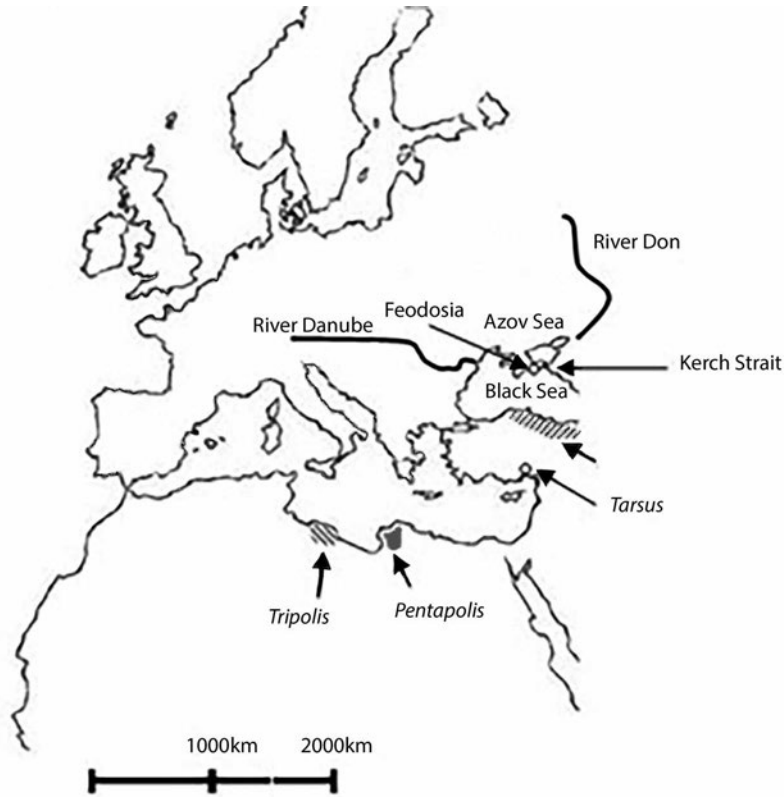 River Don
Feodosia
Azov Sea
River Danube
Kerch Strait
Black Sea
Tarsus
Tripolis
Pentapolis
1000km
2000km